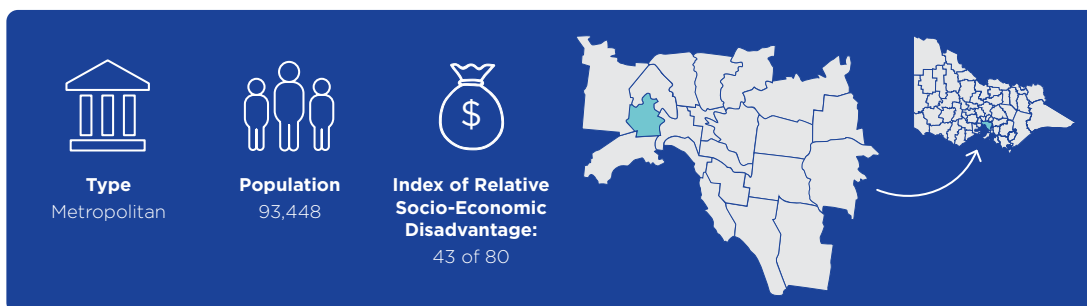 $
Type
Metropolitan
Population
93,448
Index of Relative
Socio-Economic
Disadvantage:
43 of 80